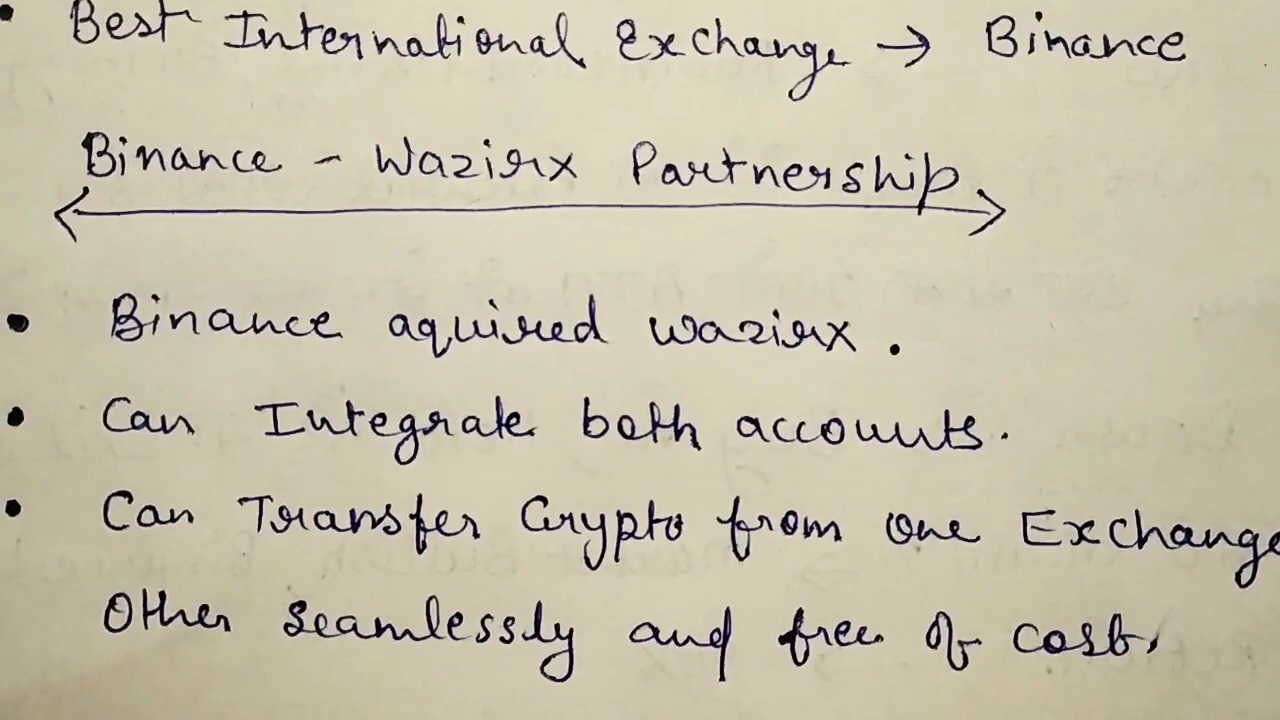 • Best International Exchange → Binance
Binance - Wazirx Partnership
• Binance aquired wazirx.
• Can Integrate both accounts.
• Can Transfer Crypto from one Exchange
Other seamlessly and free of cost.